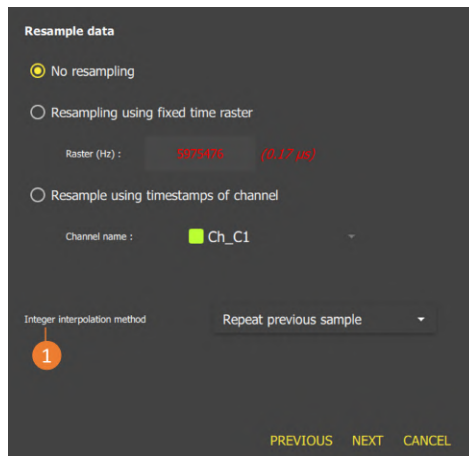 Resample data
No resampling
Resampling using fixed time raster
Raster (Hz) : 5975476 (0.17 µs)
Resample using timestamps of channel
Channel name : Ch_C1
Integer interpolation method Repeat previous sample
1
PREVIOUS NEXT CANCEL